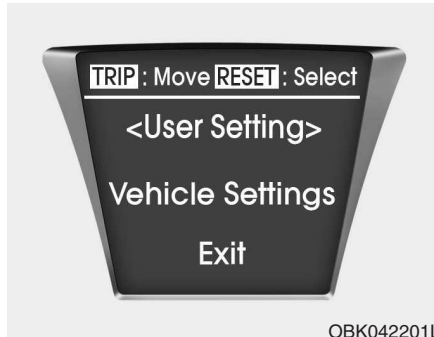 TRIP : Move RESET : Select
<User Setting>
Vehicle Settings
Exit
OBK042201L